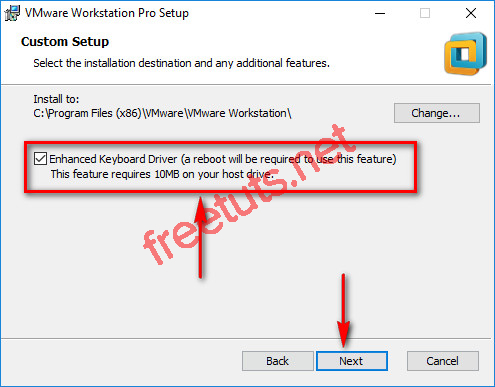 VMware Workstation Pro Setup
Custom Setup
Select the installation destination and any additional features.
Install to:
C:\Program Files (x86)\VMware\VMware Workstation\
Change...
Enhanced Keyboard Driver (a reboot will be required to use this feature)
This feature requires 10MB on your host drive.
freetuts.net
Back
Next
Cancel